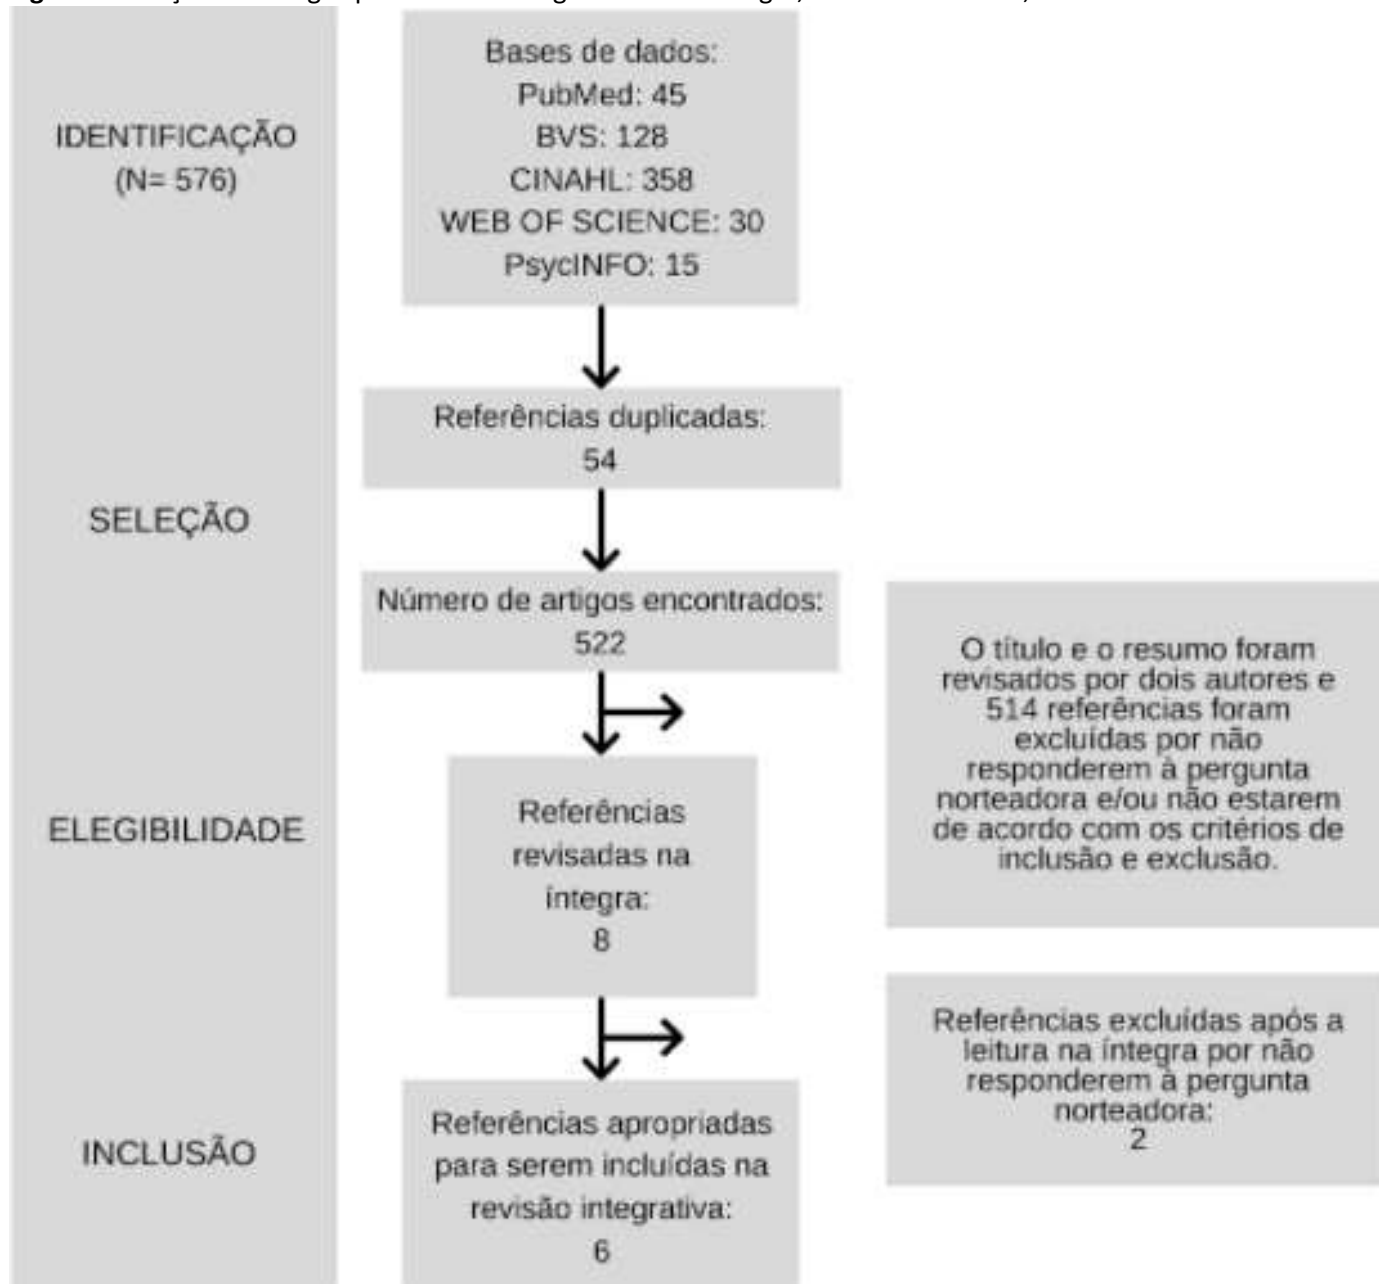 IDENTIFICAÇÃO
(N= 576)
Bases de dados:
PubMed: 45
BVS: 128
CINAHL: 358
WEB OF SCIENCE: 30
PsycINFO: 15
Referências duplicadas:
54
SELEÇÃO
Número de artigos encontrados:
522
O título e o resumo foram
revisados por dois autores e
514 referências foram
excluídas por não
responderem à pergunta
norteadora e/ou não estarem
de acordo com os critérios de
inclusão e exclusão.
ELEGIBILIDADE
Referências
revisadas na
íntegra:
8
Referências excluídas após a
leitura na íntegra por não
responderem à pergunta
norteadora:
2
INCLUSÃO
Referências apropriadas
para serem incluídas na
revisão integrativa:
6